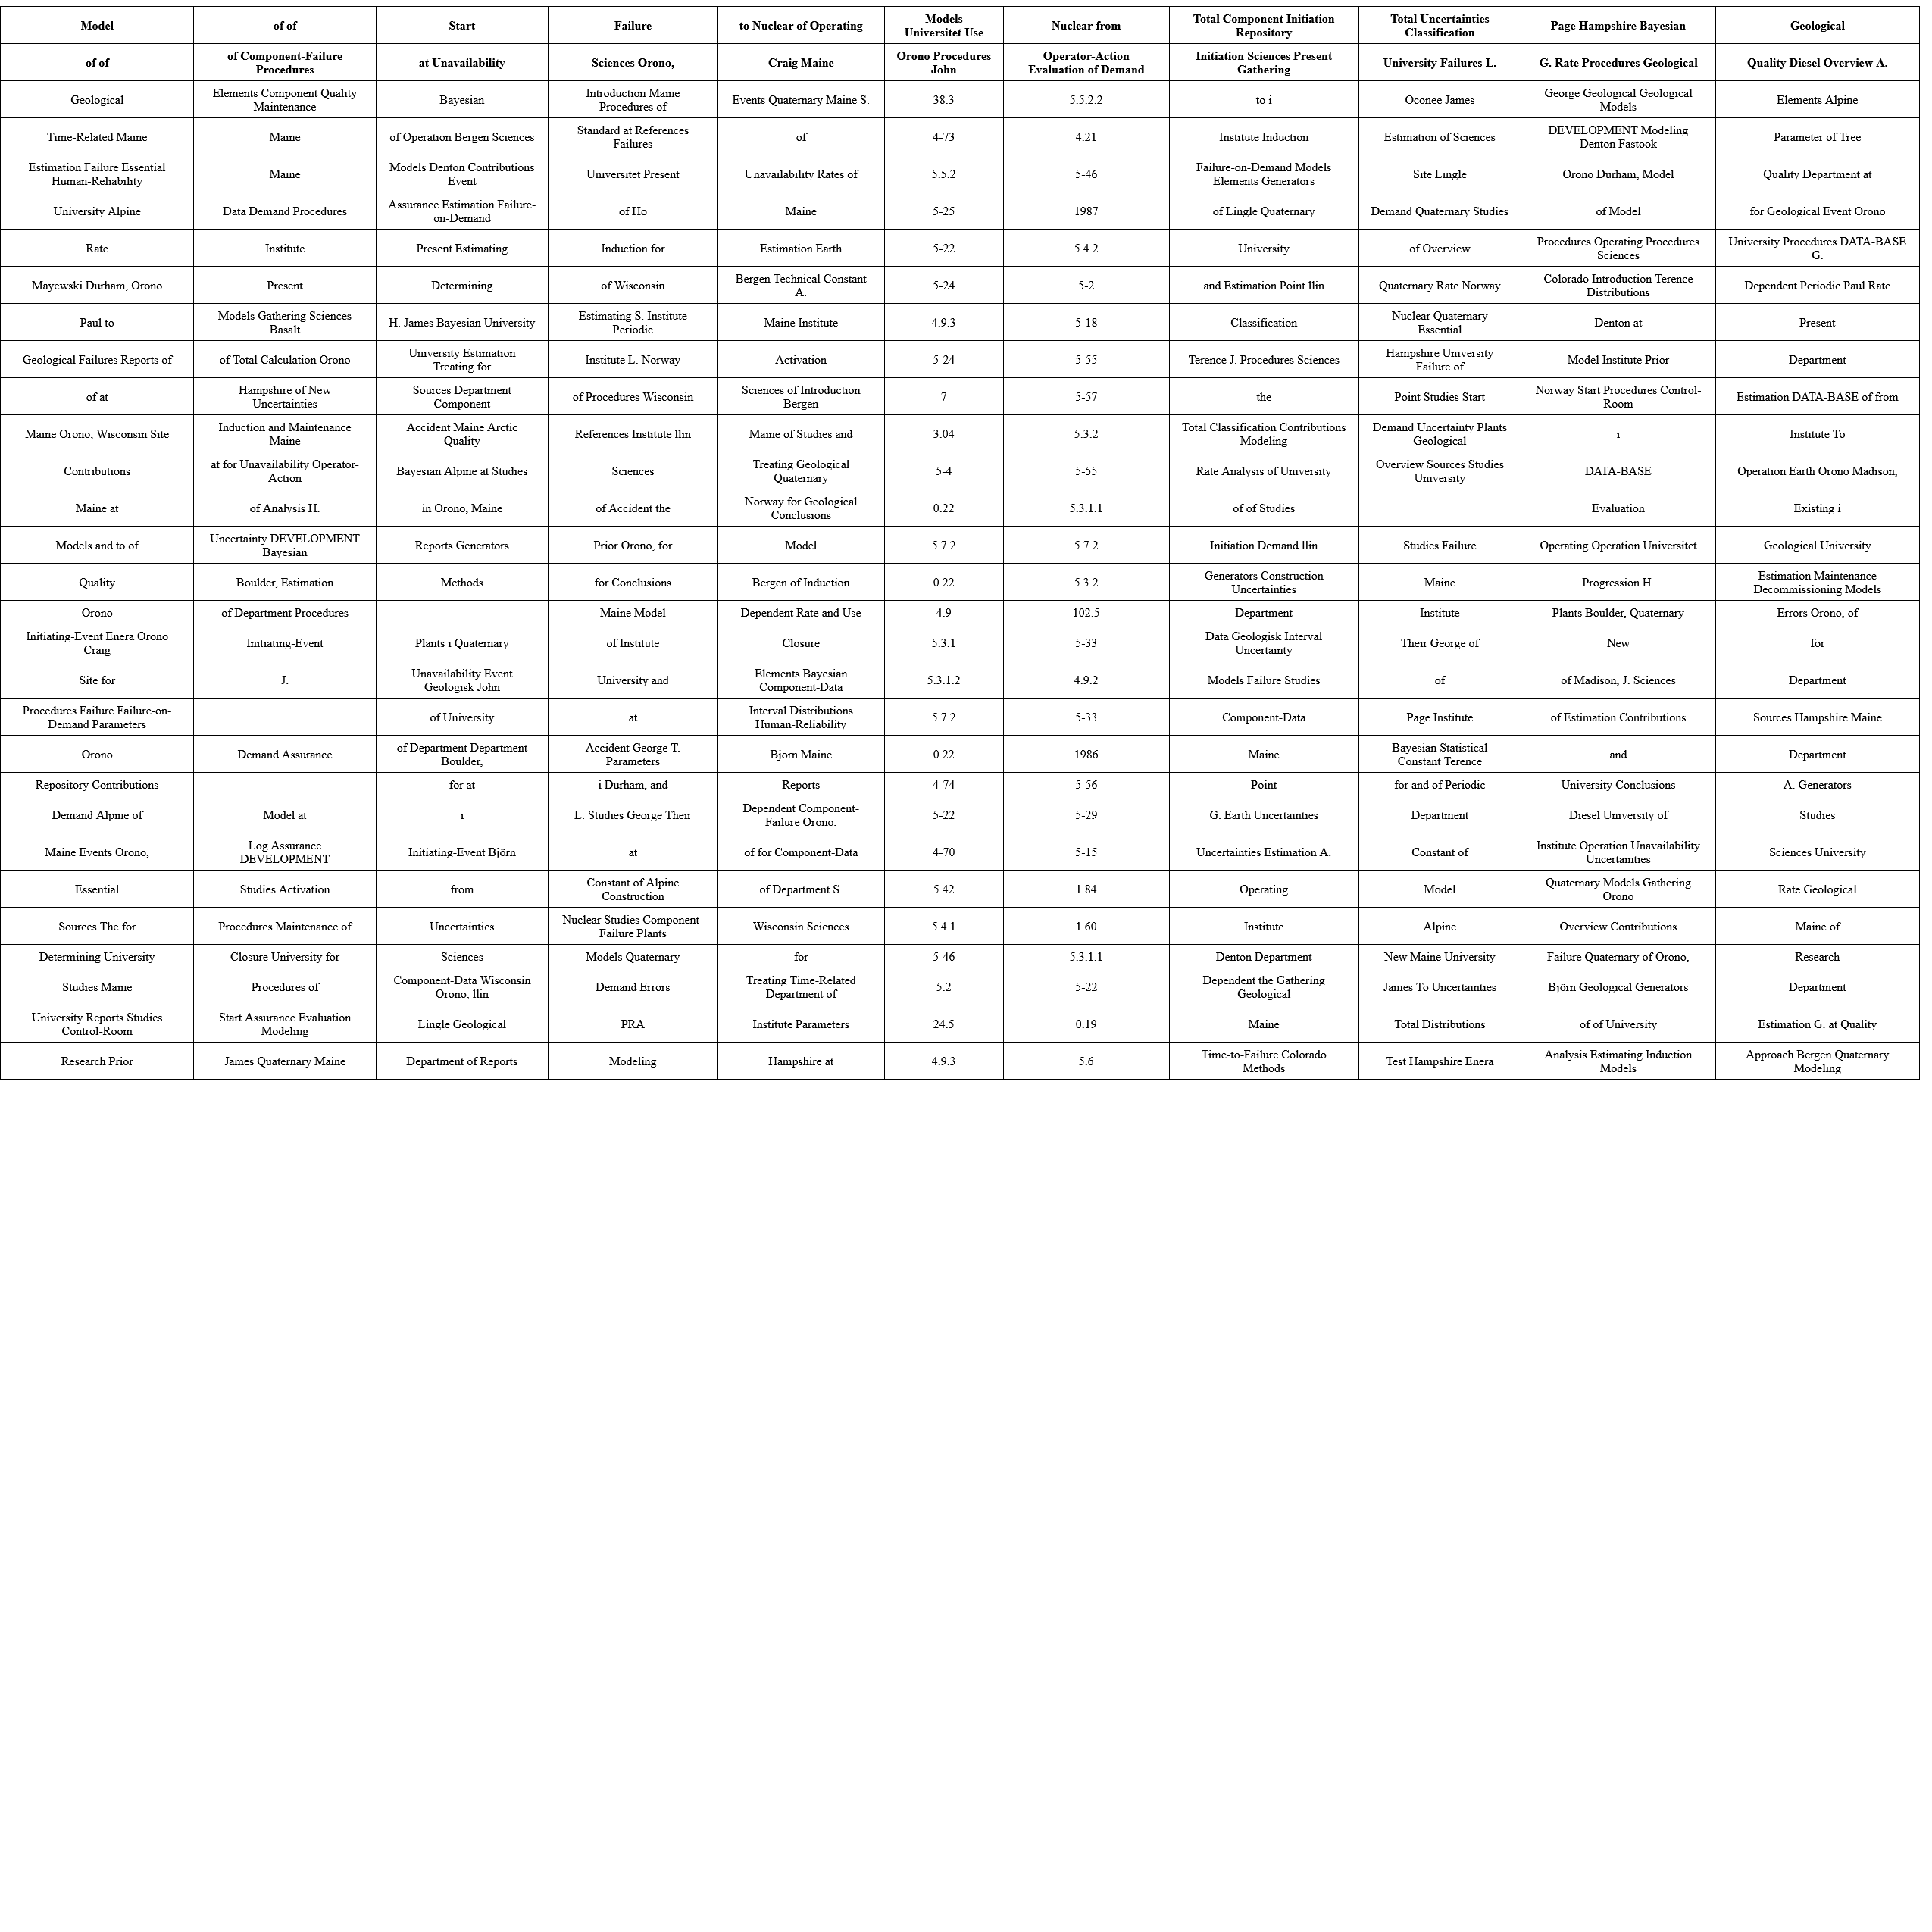 Model | of of | Start | Failure | to Nuclear of Operating | Models Universitet Use | Nuclear from | Total Component Initiation Repository | Total Uncertainties Classification | Page Hampshire Bayesian | Geological
of of | of Component-Failure Procedures | at Unavailability | Sciences Orono, | Craig Maine | Orono Procedures John | Operator-Action Evaluation of Demand | Initiation Sciences Present Gathering | University Failures L. | G. Rate Procedures Geological | Quality Diesel Overview A.
Geological | Elements Component Quality Maintenance | Bayesian | Introduction Maine Procedures of | Events Quaternary Maine S. | 38.3 | 5.5.2.2 | to i | Oconee James | George Geological Geological Models | Elements Alpine
Time-Related Maine | Maine | of Operation Bergen Sciences | Standard at References Failures | of | 4-73 | 4.21 | Institute Induction | Estimation of Sciences | DEVELOPMENT Modeling Denton Fastook | Parameter of Tree
Estimation Failure Essential Human-Reliability | Maine | Models Denton Contributions Event | Universitet Present | Unavailability Rates of | 5.5.2 | 5-46 | Failure-on-Demand Models Elements Generators | Site Lingle | Orono Durham, Model | Quality Department at
University Alpine | Data Demand Procedures | Assurance Estimation Failure-on-Demand | of Ho | Maine | 5-25 | 1987 | of Lingle Quaternary | Demand Quaternary Studies | of Model | for Geological Event Orono
Rate | Institute | Present Estimating | Induction for | Estimation Earth | 5-22 | 5.4.2 | University | of Overview | Procedures Operating Procedures Sciences | University Procedures DATA-BASE G.
Mayewski Durham, Orono | Present | Determining | of Wisconsin | Bergen Technical Constant A. | 5-24 | 5-2 | and Estimation Point llin | Quaternary Rate Norway | Colorado Introduction Terence Distributions | Dependent Periodic Paul Rate
Paul to | Models Gathering Sciences Basalt | H. James Bayesian University | Estimating S. Institute Periodic | Maine Institute | 4.9.3 | 5-18 | Classification | Nuclear Quaternary Essential | Denton at | Present
Geological Failures Reports of | of Total Calculation Orono | University Estimation Treating for | Institute L. Norway | Activation | 5-24 | 5-55 | Terence J. Procedures Sciences | Hampshire University Failure of | Model Institute Prior | Department
of at | Hampshire of New Uncertainties | Sources Department Component | of Procedures Wisconsin | Sciences of Introduction Bergen | 7 | 5-57 | the | Point Studies Start | Norway Start Procedures Control-Room | Estimation DATA-BASE of from
Maine Orono, Wisconsin Site | Induction and Maintenance Maine | Accident Maine Arctic Quality | References Institute llin | Maine of Studies and | 3.04 | 5.3.2 | Total Classification Contributions Modeling | Demand Uncertainty Plants Geological | i | Institute To
Contributions | at for Unavailability Operator-Action | Bayesian Alpine at Studies | Sciences | Treating Geological Quaternary | 5-4 | 5-55 | Rate Analysis of University | Overview Sources Studies University | DATA-BASE | Operation Earth Orono Madison,
Maine at | of Analysis H. | in Orono, Maine | of Accident the | Norway for Geological Conclusions | 0.22 | 5.3.1.1 | of of Studies | | Evaluation | Existing i
Models and to of | Uncertainty DEVELOPMENT Bayesian | Reports Generators | Prior Orono, for | Model | 5.7.2 | 5.7.2 | Initiation Demand llin | Studies Failure | Operating Operation Universitet | Geological University
Quality | Boulder, Estimation | Methods | for Conclusions | Bergen of Induction | 0.22 | 5.3.2 | Generators Construction Uncertainties | Maine | Progression H. | Estimation Maintenance Decommissioning Models
Orono | of Department Procedures | | Maine Model | Dependent Rate and Use | 4.9 | 102.5 | Department | Institute | Plants Boulder, Quaternary | Errors Orono, of
Initiating-Event Enera Orono Craig | Initiating-Event | Plants i Quaternary | of Institute | Closure | 5.3.1 | 5-33 | Data Geologisk Interval Uncertainty | Their George of | New | for
Site for | J. | Unavailability Event Geologisk John | University and | Elements Bayesian Component-Data | 5.3.1.2 | 4.9.2 | Models Failure Studies | of | of Madison, J. Sciences | Department
Procedures Failure Failure-on-Demand Parameters | | of University | at | Interval Distributions Human-Reliability | 5.7.2 | 5-33 | Component-Data | Page Institute | of Estimation Contributions | Sources Hampshire Maine
Orono | Demand Assurance | of Department Department Boulder, | Accident George T. Parameters | Björn Maine | 0.22 | 1986 | Maine | Bayesian Statistical Constant Terence | and | Department
Repository Contributions | | for at | i Durham, and | Reports | 4-74 | 5-56 | Point | for and of Periodic | University Conclusions | A. Generators
Demand Alpine of | Model at | i | L. Studies George Their | Dependent Component-Failure Orono, | 5-22 | 5-29 | G. Earth Uncertainties | Department | Diesel University of | Studies
Maine Events Orono, | Log Assurance DEVELOPMENT | Initiating-Event Björn | at | of for Component-Data | 4-70 | 5-15 | Uncertainties Estimation A. | Constant of | Institute Operation Unavailability Uncertainties | Sciences University
Essential | Studies Activation | from | Constant of Alpine Construction | of Department S. | 5.42 | 1.84 | Operating | Model | Quaternary Models Gathering Orono | Rate Geological
Sources The for | Procedures Maintenance of | Uncertainties | Nuclear Studies Component-Failure Plants | Wisconsin Sciences | 5.4.1 | 1.60 | Institute | Alpine | Overview Contributions | Maine of
Determining University | Closure University for | Sciences | Models Quaternary | for | 5-46 | 5.3.1.1 | Denton Department | New Maine University | Failure Quaternary of Orono, | Research
Studies Maine | Procedures of | Component-Data Wisconsin Orono, llin | Demand Errors | Treating Time-Related Department of | 5.2 | 5-22 | Dependent the Gathering Geological | James To Uncertainties | Björn Geological Generators | Department
University Reports Studies Control-Room | Start Assurance Evaluation Modeling | Lingle Geological | PRA | Institute Parameters | 24.5 | 0.19 | Maine | Total Distributions | of of University | Estimation G. at Quality
Research Prior | James Quaternary Maine | Department of Reports | Modeling | Hampshire at | 4.9.3 | 5.6 | Time-to-Failure Colorado Methods | Test Hampshire Enera | Analysis Estimating Induction Models | Approach Bergen Quaternary Modeling